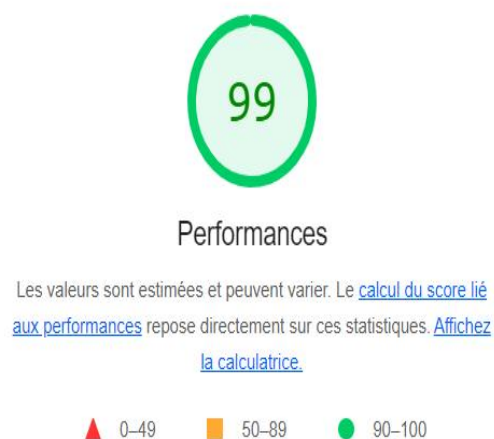 99
Performances
Les valeurs sont estimées et peuvent varier. Le calcul du score lié
aux performances repose directement sur ces statistiques. Affichez
la calculatrice.
0–49 50–89 90–100